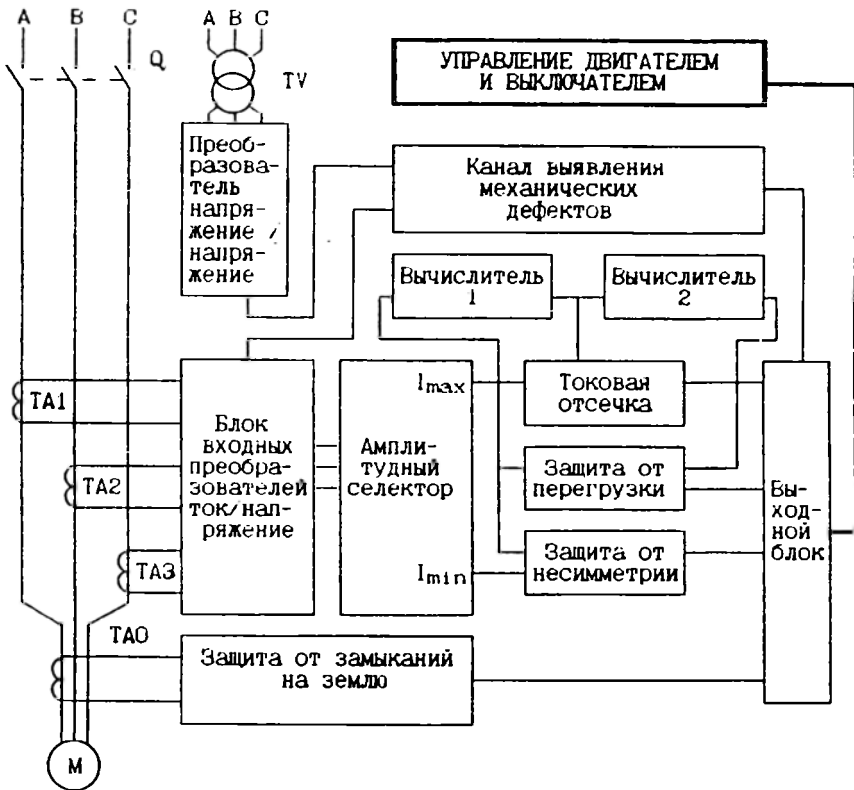 А В С
Q
А В С
TV
УПРАВЛЕНИЕ ДВИГАТЕЛЕМ
И ВЫКЛЮЧАТЕЛЕМ
Преоб-
разова-
тель
напря-
жение /
напря-
жение
Канал выявления
механических
дефектов
Вычислитель
1
Вычислитель
2
TA1
TA2
TA3
TA0
Блок
входных
преобра-
зователей
ток/нап-
ряжение
Ампли-
тудный
селектор
Imax
Imin
Токовая
отсечка
Защита от
перегрузки
Защита от
несимметрии
Вы-
ход-
ной
блок
Защита от замыканий
на землю
М